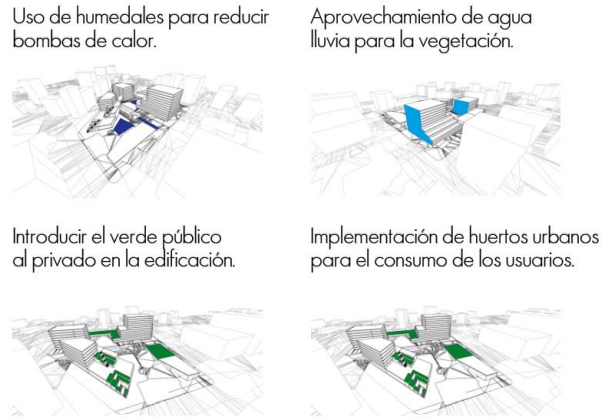 Uso de humedales para reducir
bombas de calor.
Aprovechamiento de agua
lluvia para la vegetación.
Introducir el verde público
al privado en la edificación.
Implementación de huertos urbanos
para el consumo de los usuarios.